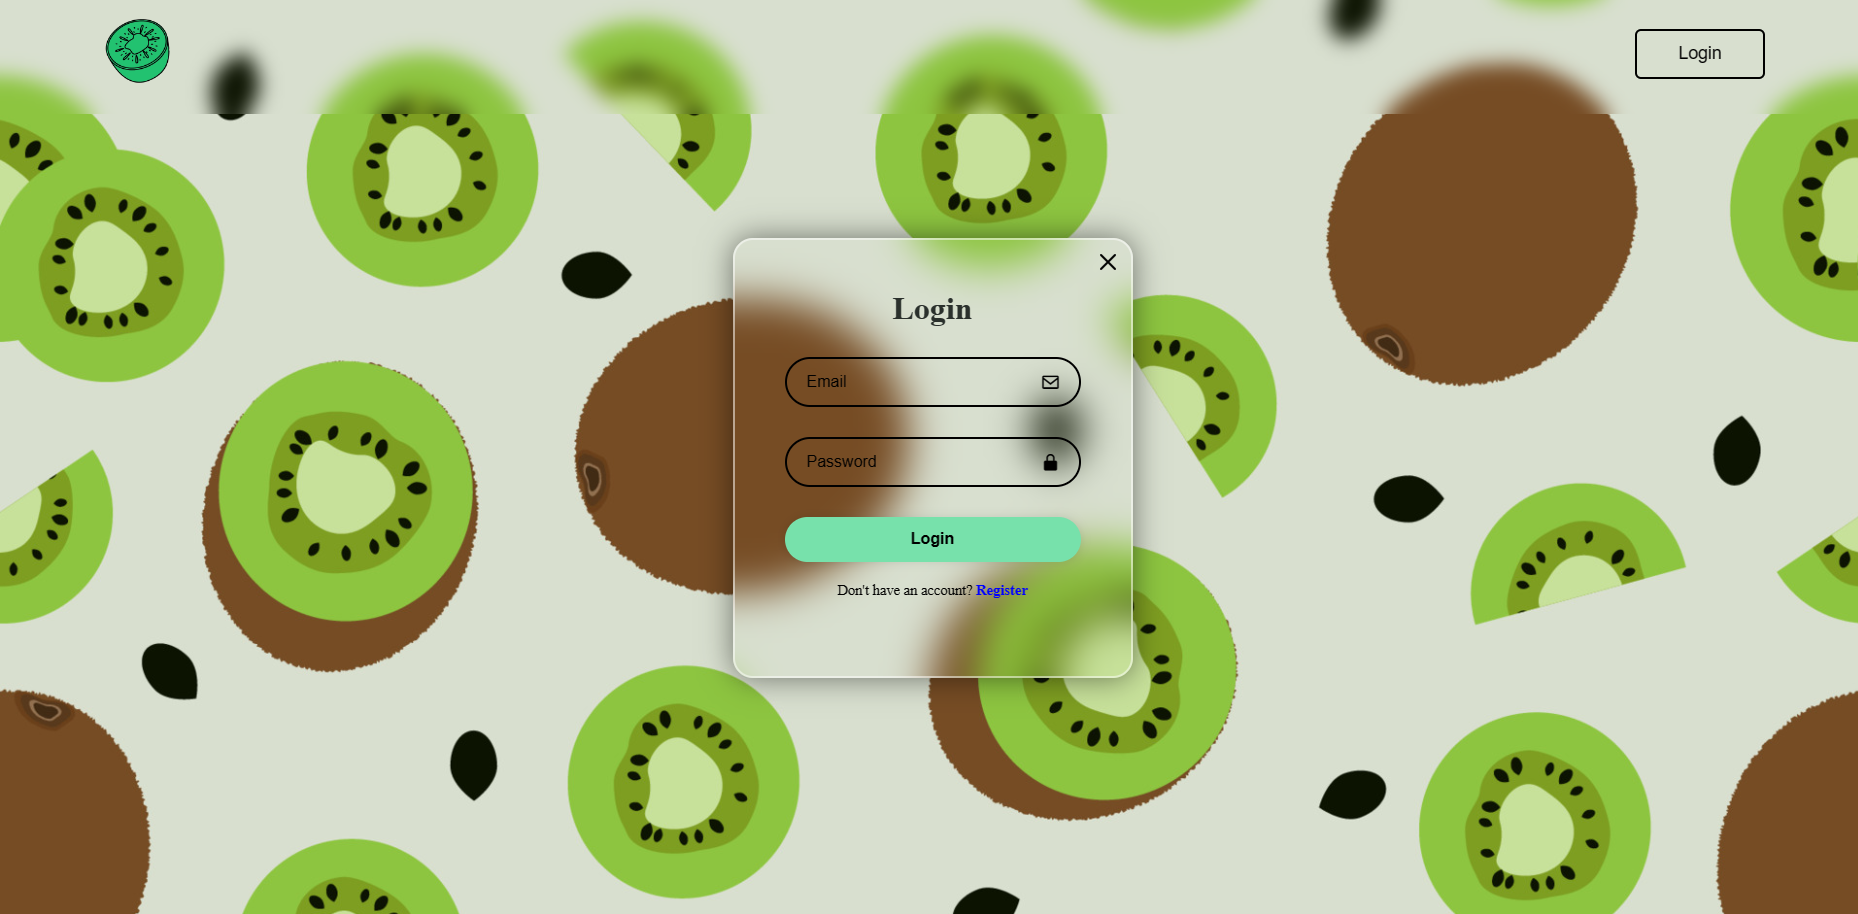 Login
Login
Email
Password
Login
Don't have an account? Register